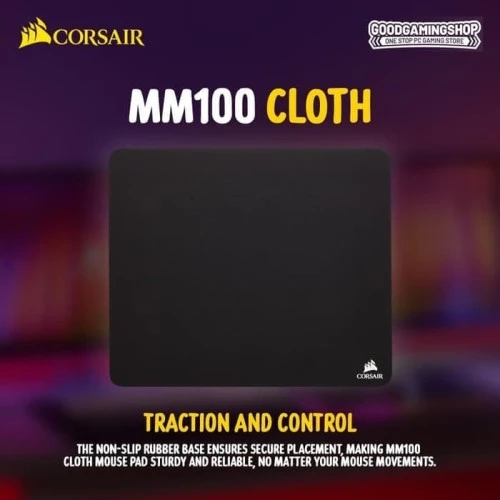 CORSAIR
GOODGAMINGSHOP
ONE STOP PC GAMING STORE
MM100 CLOTH
CORSAIR
TRACTION AND CONTROL
THE NON-SLIP RUBBER BASE ENSURES SECURE PLACEMENT, MAKING MM100
CLOTH MOUSE PAD STURDY AND RELIABLE, NO MATTER YOUR MOUSE MOVEMENTS.